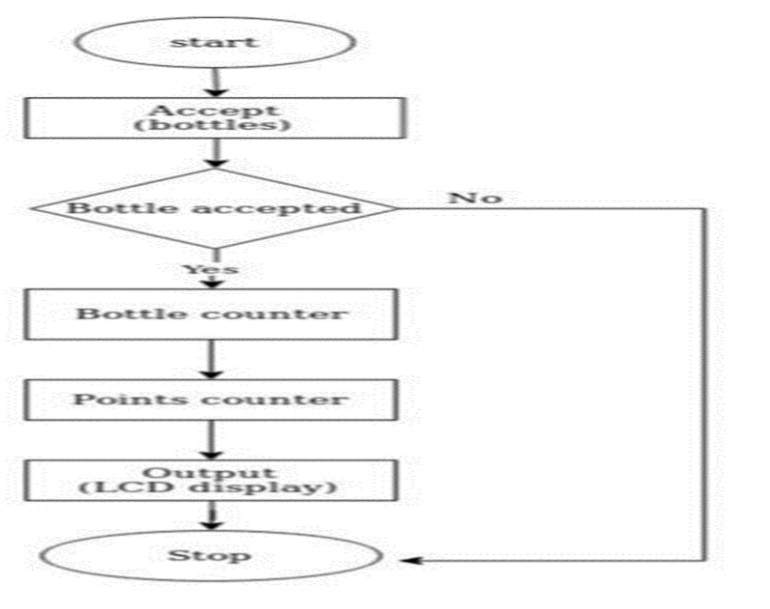 start
Accept
(bottles)
Bottle accepted
No
Yes
Bottle counter
Points counter
Output
(LCD display)
Stop